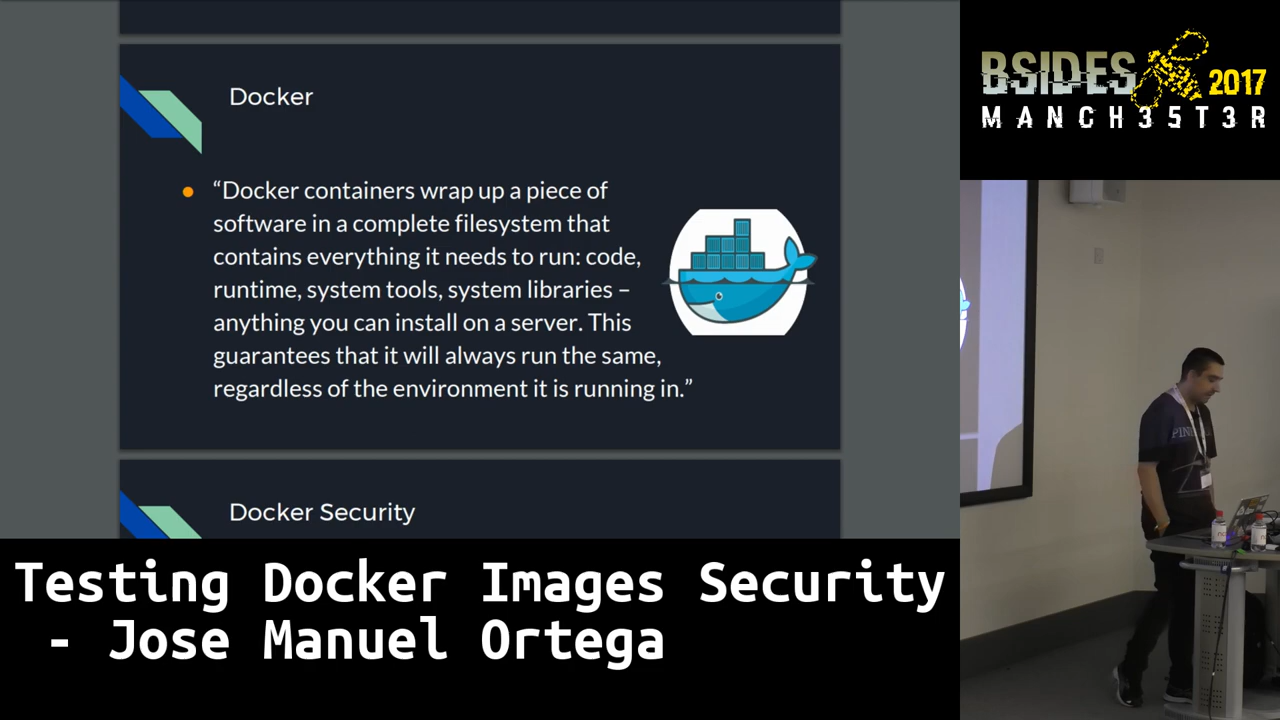 Docker
“Docker containers wrap up a piece of
software in a complete filesystem that
contains everything it needs to run: code,
runtime, system tools, system libraries –
anything you can install on a server. This
guarantees that it will always run the same,
regardless of the environment it is running in.”
Docker Security
Testing Docker Images Security
- Jose Manuel Ortega
BSIDES
2017
MANCH35T3R